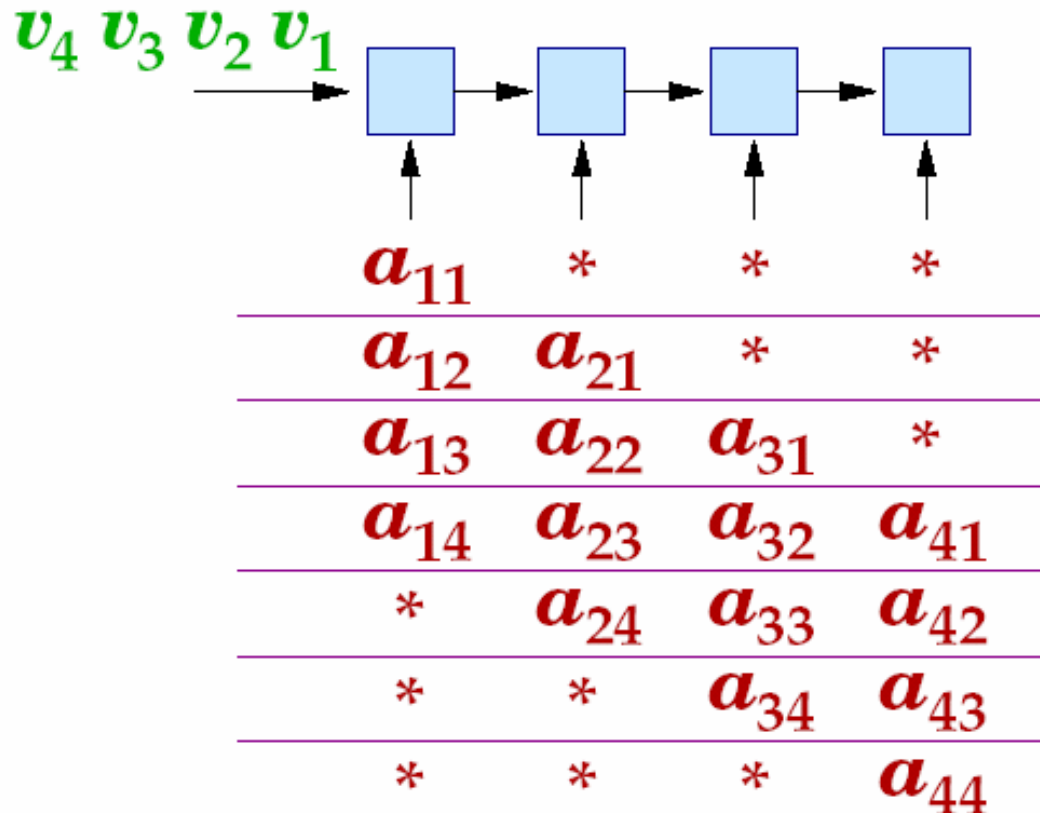 v₄ v₃ v₂ v₁
a₁₁ * * *
a₁₂ a₂₁ * *
a₁₃ a₂₂ a₃₁ *
a₁₄ a₂₃ a₃₂ a₄₁
* a₂₄ a₃₃ a₄₂
* * a₃₄ a₄₃
* * * a₄₄